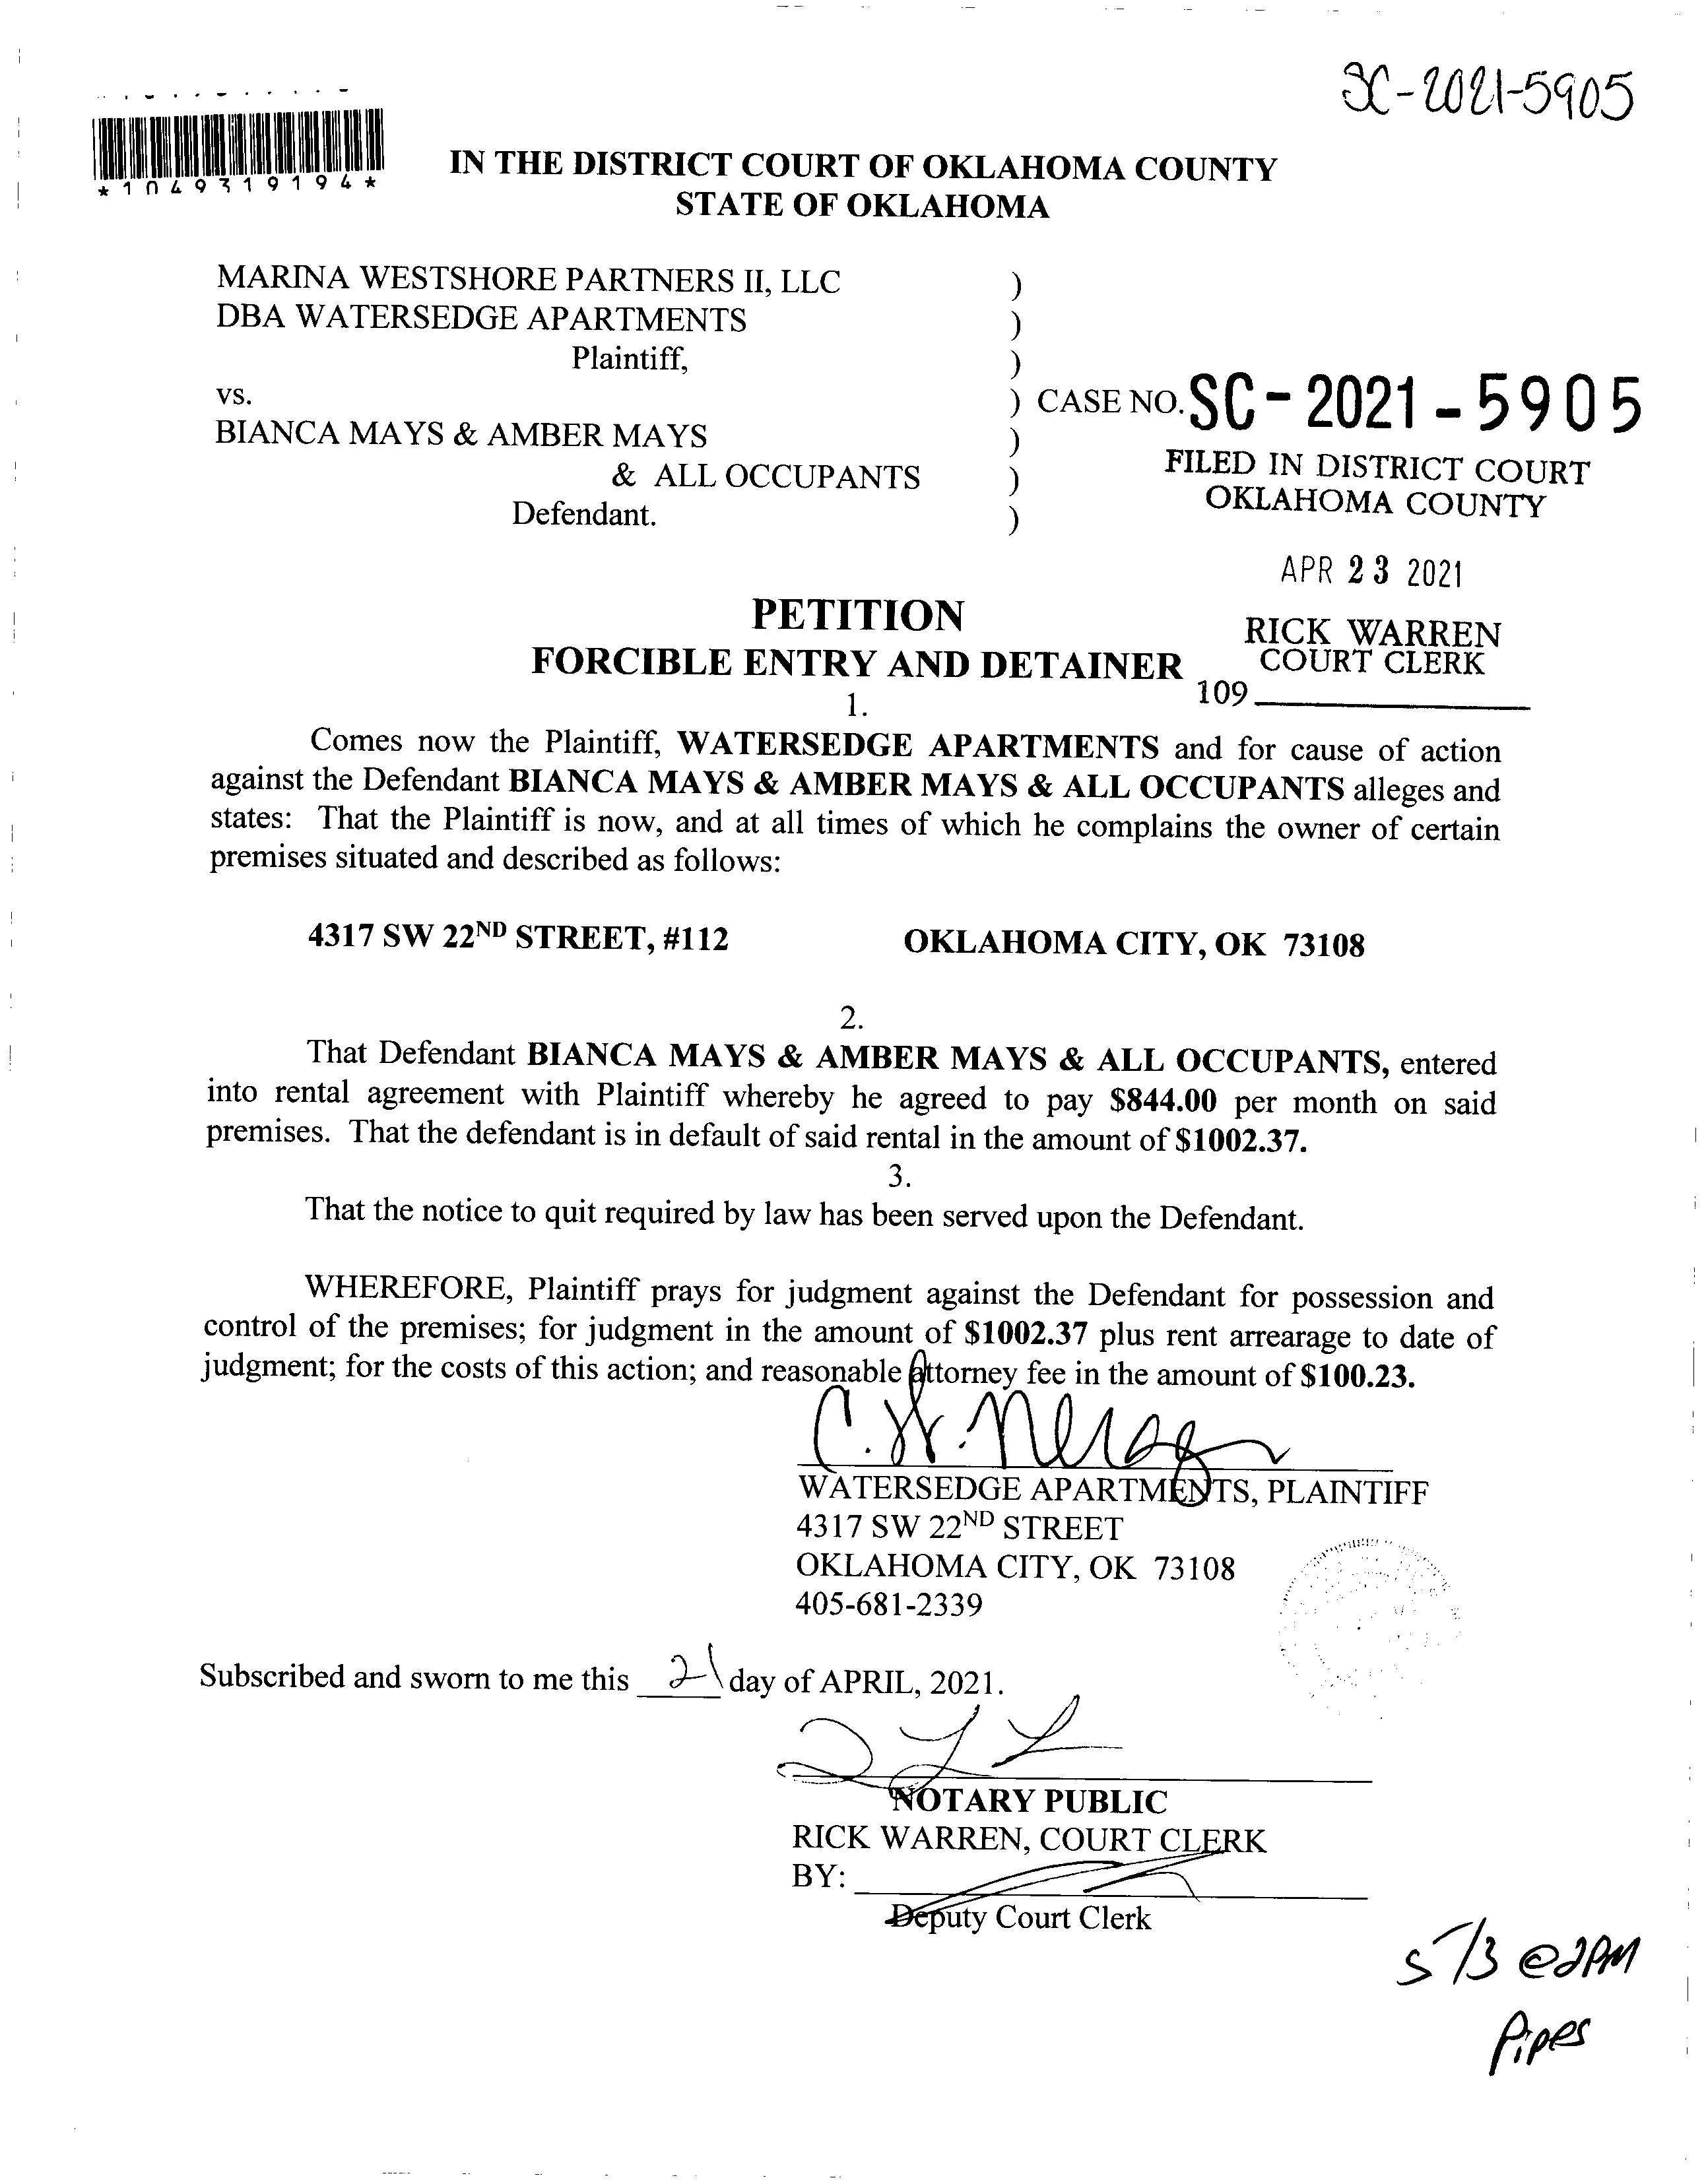 SC-2021-5905
*1049319194*
IN THE DISTRICT COURT OF OKLAHOMA COUNTY
STATE OF OKLAHOMA
MARINA WESTSHORE PARTNERS II, LLC )
DBA WATERSEDGE APARTMENTS )
Plaintiff, )
vs. ) CASE NO. SC-2021-5905
BIANCA MAYS & AMBER MAYS )
& ALL OCCUPANTS )
Defendant. )
FILED IN DISTRICT COURT
OKLAHOMA COUNTY
APR 23 2021
RICK WARREN
COURT CLERK
109
PETITION
FORCIBLE ENTRY AND DETAINER
1.
Comes now the Plaintiff, WATERSEDGE APARTMENTS and for cause of action
against the Defendant BIANCA MAYS & AMBER MAYS & ALL OCCUPANTS alleges and
states: That the Plaintiff is now, and at all times of which he complains the owner of certain
premises situated and described as follows:
4317 SW 22ND STREET, #112 OKLAHOMA CITY, OK 73108
2.
That Defendant BIANCA MAYS & AMBER MAYS & ALL OCCUPANTS, entered
into rental agreement with Plaintiff whereby he agreed to pay $844.00 per month on said
premises. That the defendant is in default of said rental in the amount of $1002.37.
3.
That the notice to quit required by law has been served upon the Defendant.
WHEREFORE, Plaintiff prays for judgment against the Defendant for possession and
control of the premises; for judgment in the amount of $1002.37 plus rent arrearage to date of
judgment; for the costs of this action; and reasonable attorney fee in the amount of $100.23.
WATERSEDGE APARTMENTS, PLAINTIFF
4317 SW 22ND STREET
OKLAHOMA CITY, OK 73108
405-681-2339
Subscribed and sworn to me this 21 day of APRIL, 2021.
NOTARY PUBLIC
RICK WARREN, COURT CLERK
BY:
Deputy Court Clerk
5/3 @2PM
Pipes